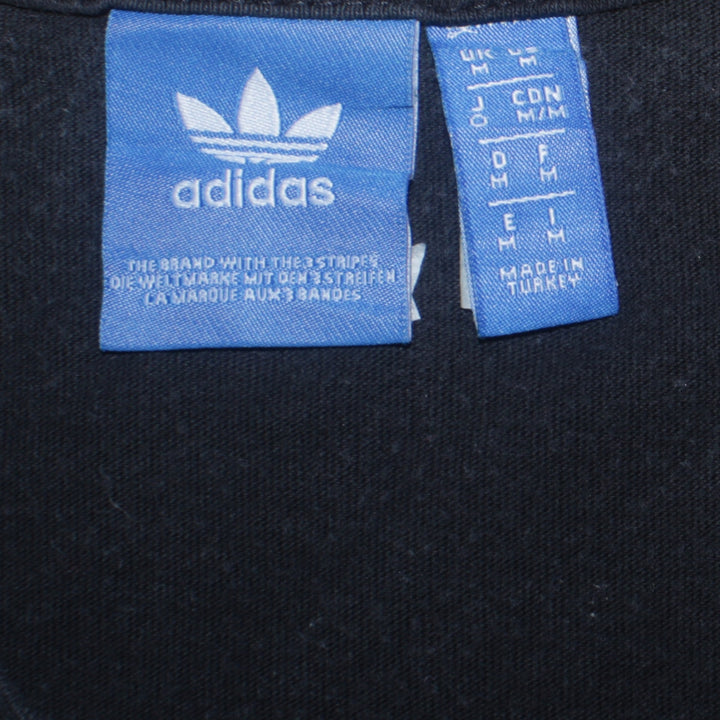 adidas
THE BRAND WITH THE 3 STRIPES
DIE WELTMARKE MIT DEN 3 STREIFEN
LA MARQUE AUX 3 BANDES
UK US
M M
J CDN
O M/M
D F
M M
E I
M M
MADE IN
TURKEY